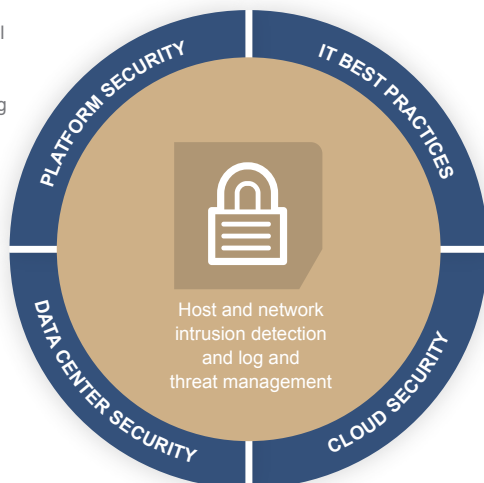 l
g
PLATFORM SECURITY
IT BEST PRACTICES
Host and network
intrusion detection
and log and
threat management
DATA CENTER SECURITY
CLOUD SECURITY